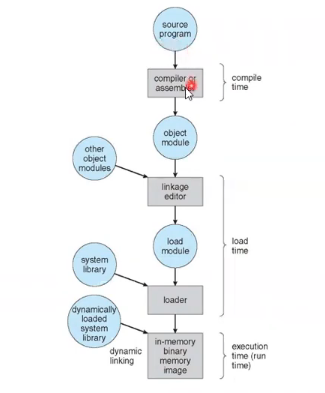 source
program
compiler or
assembler
compile
time
object
module
other
object
modules
linkage
editor
load
module
load
time
system
library
loader
dynamically
loaded
system
library
dynamic
linking
in-memory
binary
memory
image
execution
time (run
time)